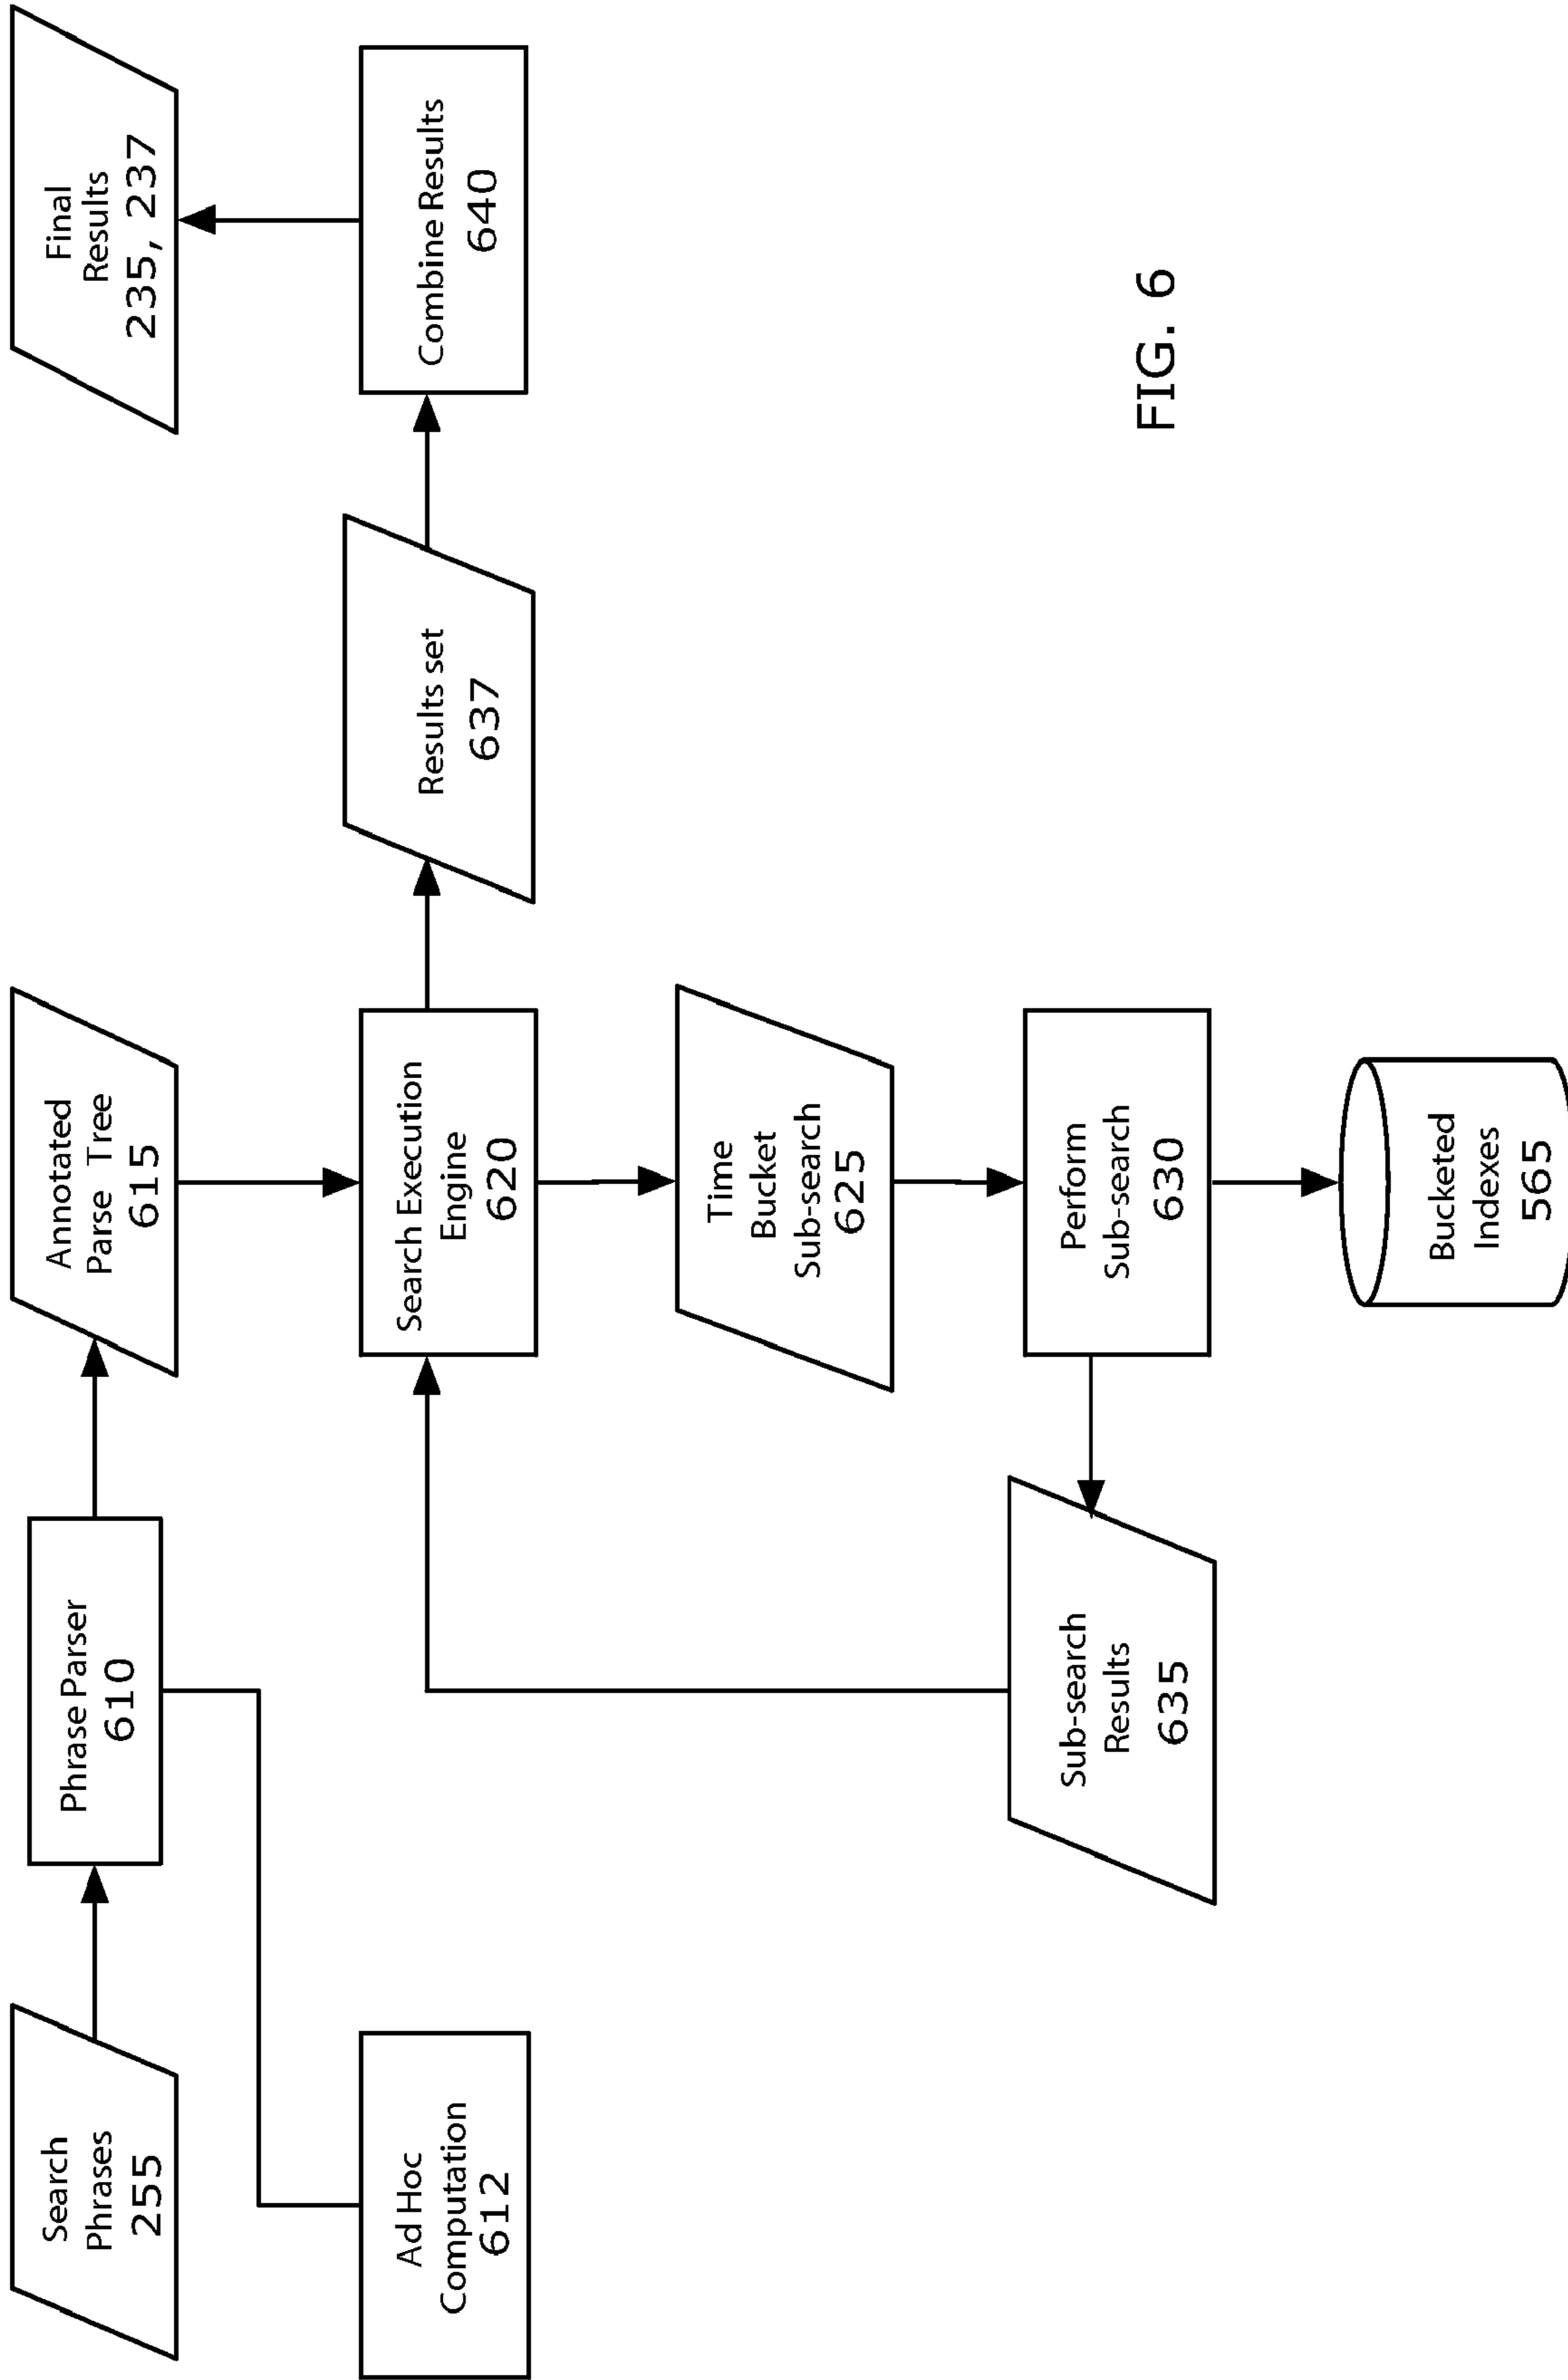 Search
Phrases
255
Phrase Parser
610
Annotated
Parse Tree
615
Final
Results
235, 237
Ad Hoc
Computation
612
Search Execution
Engine
620
Results set
637
Combine Results
640
Time
Bucket
Sub-search
625
Sub-search
Results
635
Perform
Sub-search
630
Bucketed
Indexes
565
FIG. 6